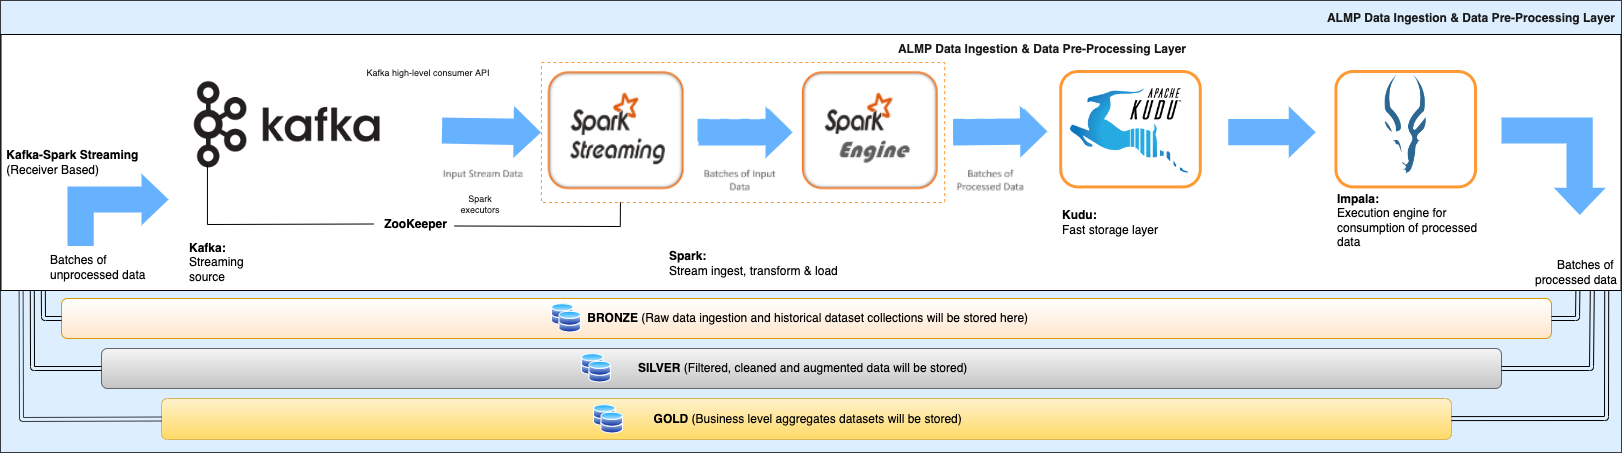 ALMP Data Ingestion & Data Pre-Processing Layer
ALMP Data Ingestion & Data Pre-Processing Layer
Kafka high-level consumer API
kafka
Spark
Streaming
Spark
Engine
APACHE
KUDU
Kafka-Spark Streaming
(Receiver Based)
Input Stream Data
Batches of Input
Data
Batches of
Processed Data
Spark
executors
ZooKeeper
Kafka:
Streaming
source
Batches of
unprocessed data
Spark:
Stream ingest, transform & load
Kudu:
Fast storage layer
Impala:
Execution engine for
consumption of processed
data
Batches of
processed data
BRONZE (Raw data ingestion and historical dataset collections will be stored here)
SILVER (Filtered, cleaned and augmented data will be stored)
GOLD (Business level aggregates datasets will be stored)